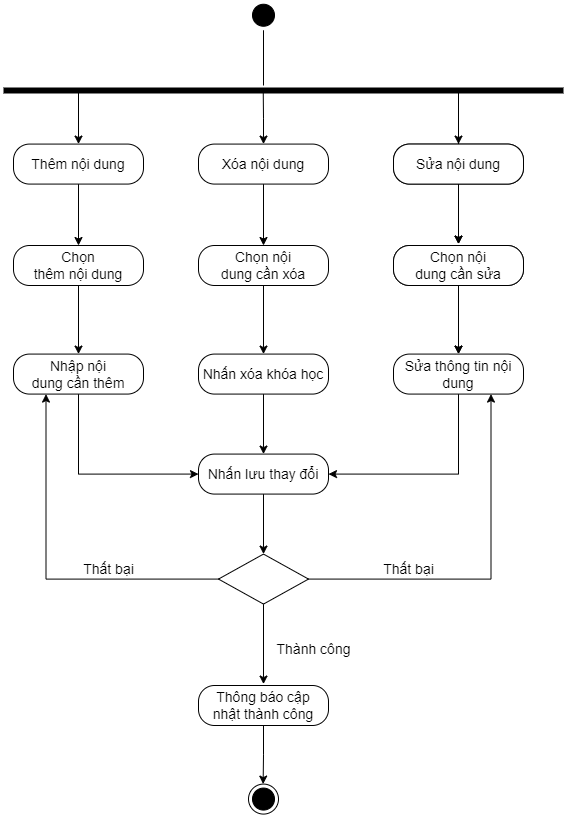 Thêm nội dung
Xóa nội dung
Sửa nội dung
Chọn
thêm nội dung
Chọn nội
dung cần xóa
Chọn nội
dung cần sửa
Nhập nội
dung cần thêm
Nhấn xóa khóa học
Sửa thông tin nội
dung
Nhấn lưu thay đổi
Thất bại
Thất bại
Thành công
Thông báo cập
nhật thành công